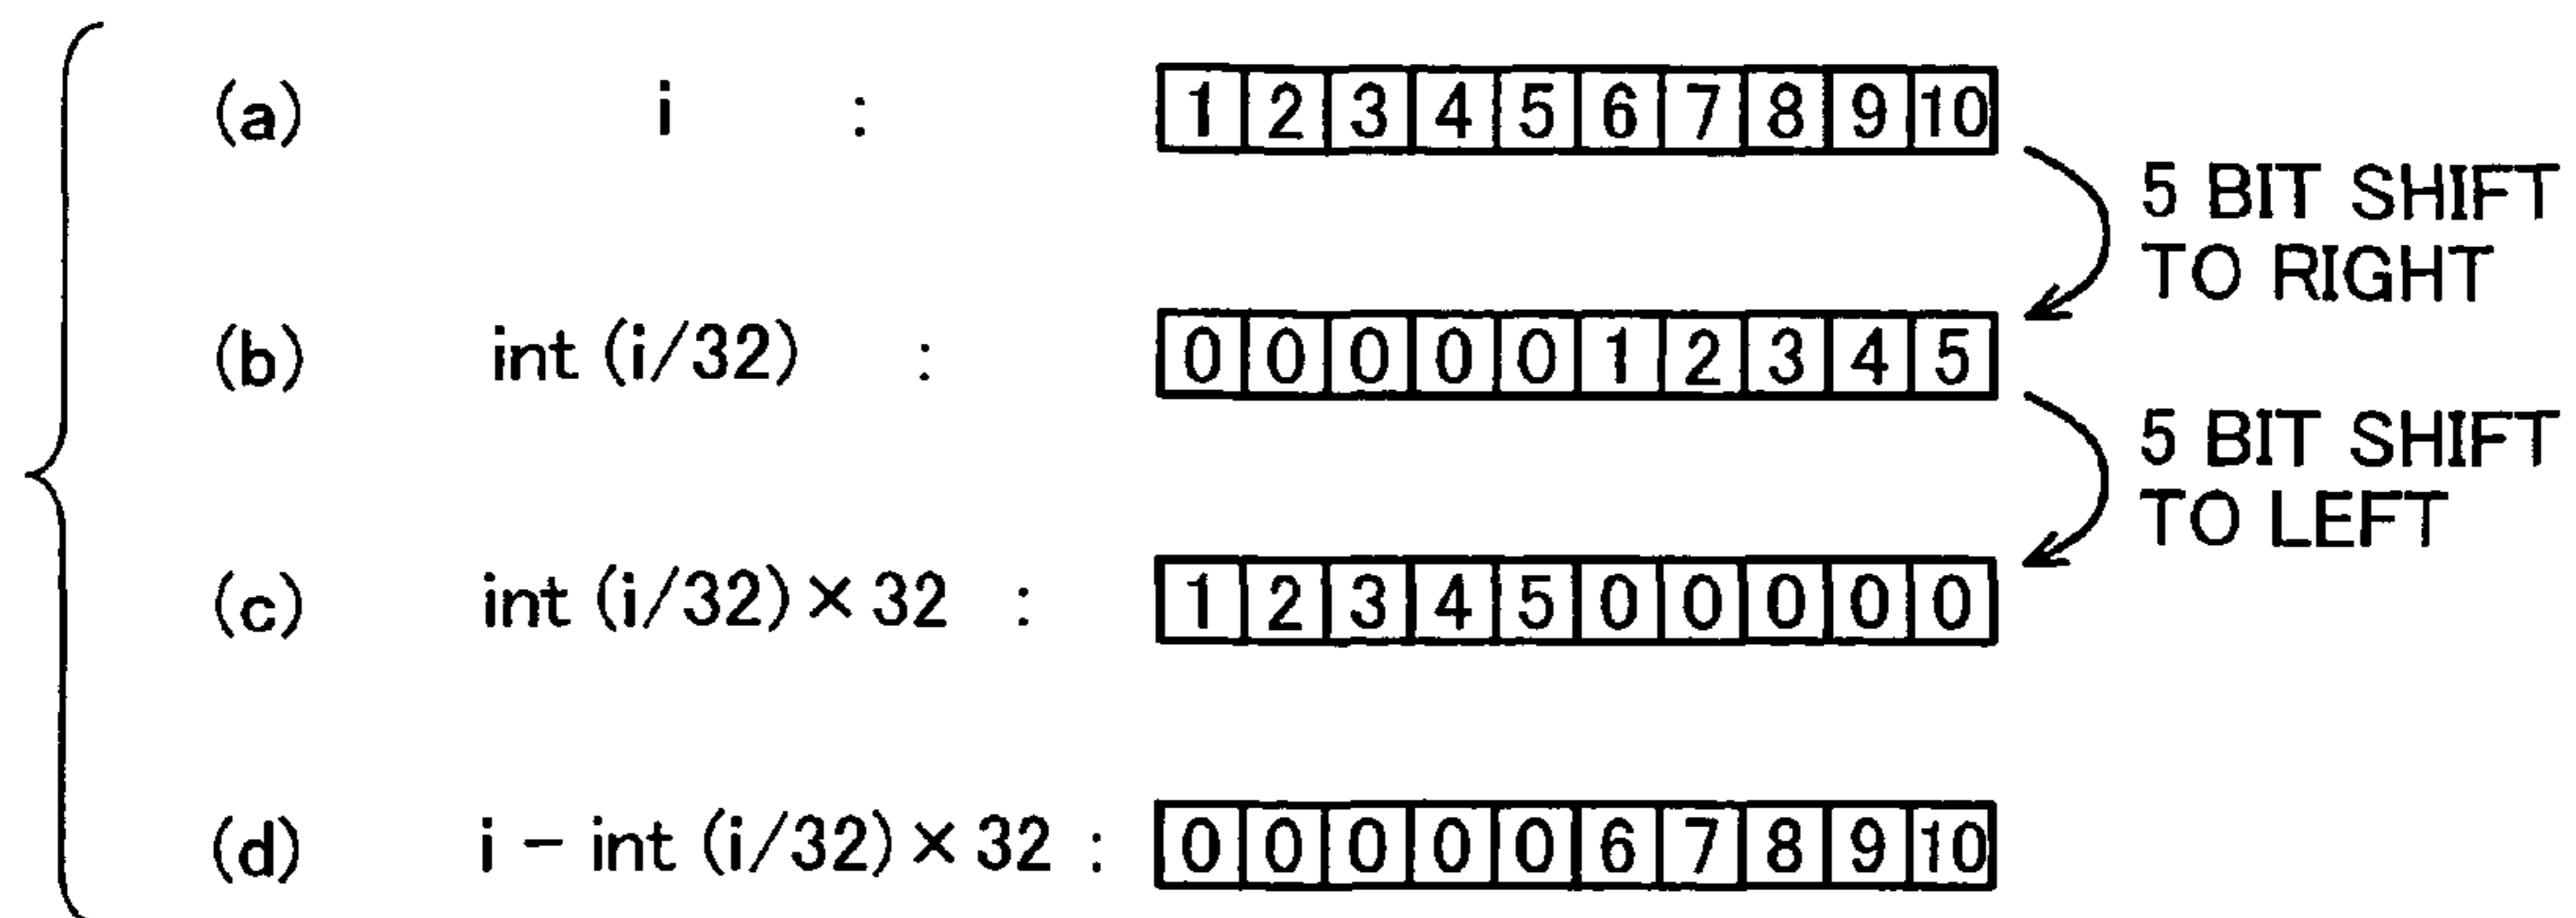 (a) i : 1 2 3 4 5 6 7 8 9 10
5 BIT SHIFT
TO RIGHT
(b) int (i/32) : 0 0 0 0 0 1 2 3 4 5
5 BIT SHIFT
TO LEFT
(c) int (i/32) × 32 : 1 2 3 4 5 0 0 0 0 0
(d) i − int (i/32) × 32 : 0 0 0 0 0 6 7 8 9 10